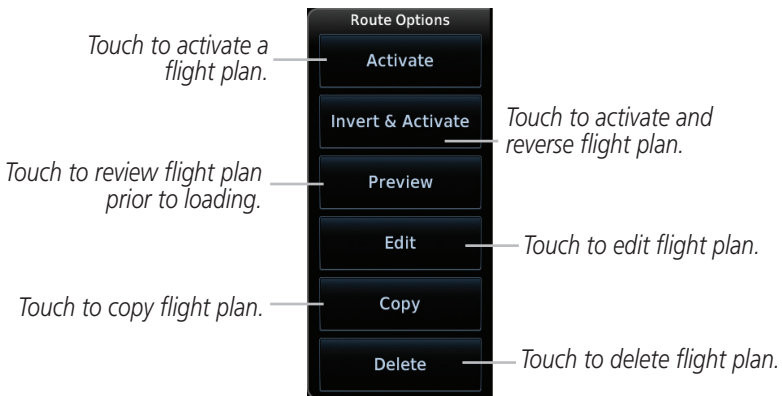 Route Options
Touch to activate a
flight plan.
Activate
Invert & Activate
Touch to activate and
reverse flight plan.
Touch to review flight plan
prior to loading.
Preview
Edit
Touch to edit flight plan.
Touch to copy flight plan.
Copy
Delete
Touch to delete flight plan.